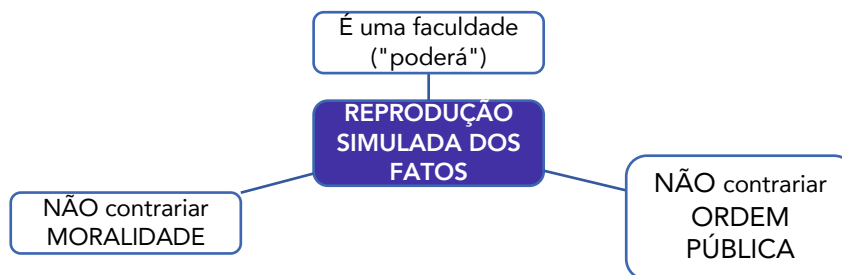 É uma faculdade
("poderá")
REPRODUÇÃO
SIMULADA DOS
FATOS
NÃO contrariar
MORALIDADE
NÃO contrariar
ORDEM
PÚBLICA